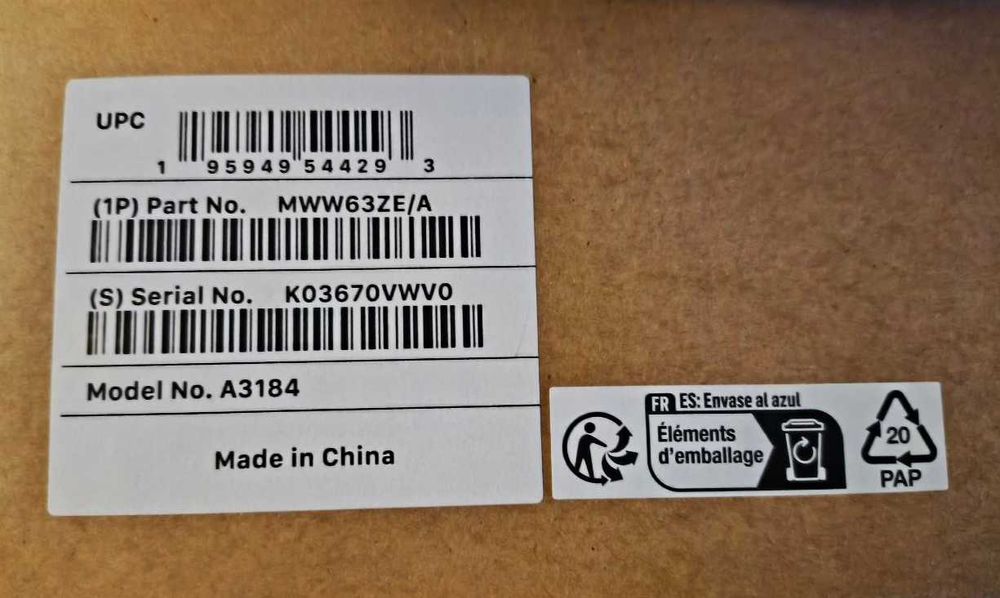 UPC
1 95949 54429 3
(1P) Part No. MWW63ZE/A
(S) Serial No. K03670VWV0
Model No. A3184
Made in China
FR ES: Envase al azul
Éléments
d'emballage
20
PAP